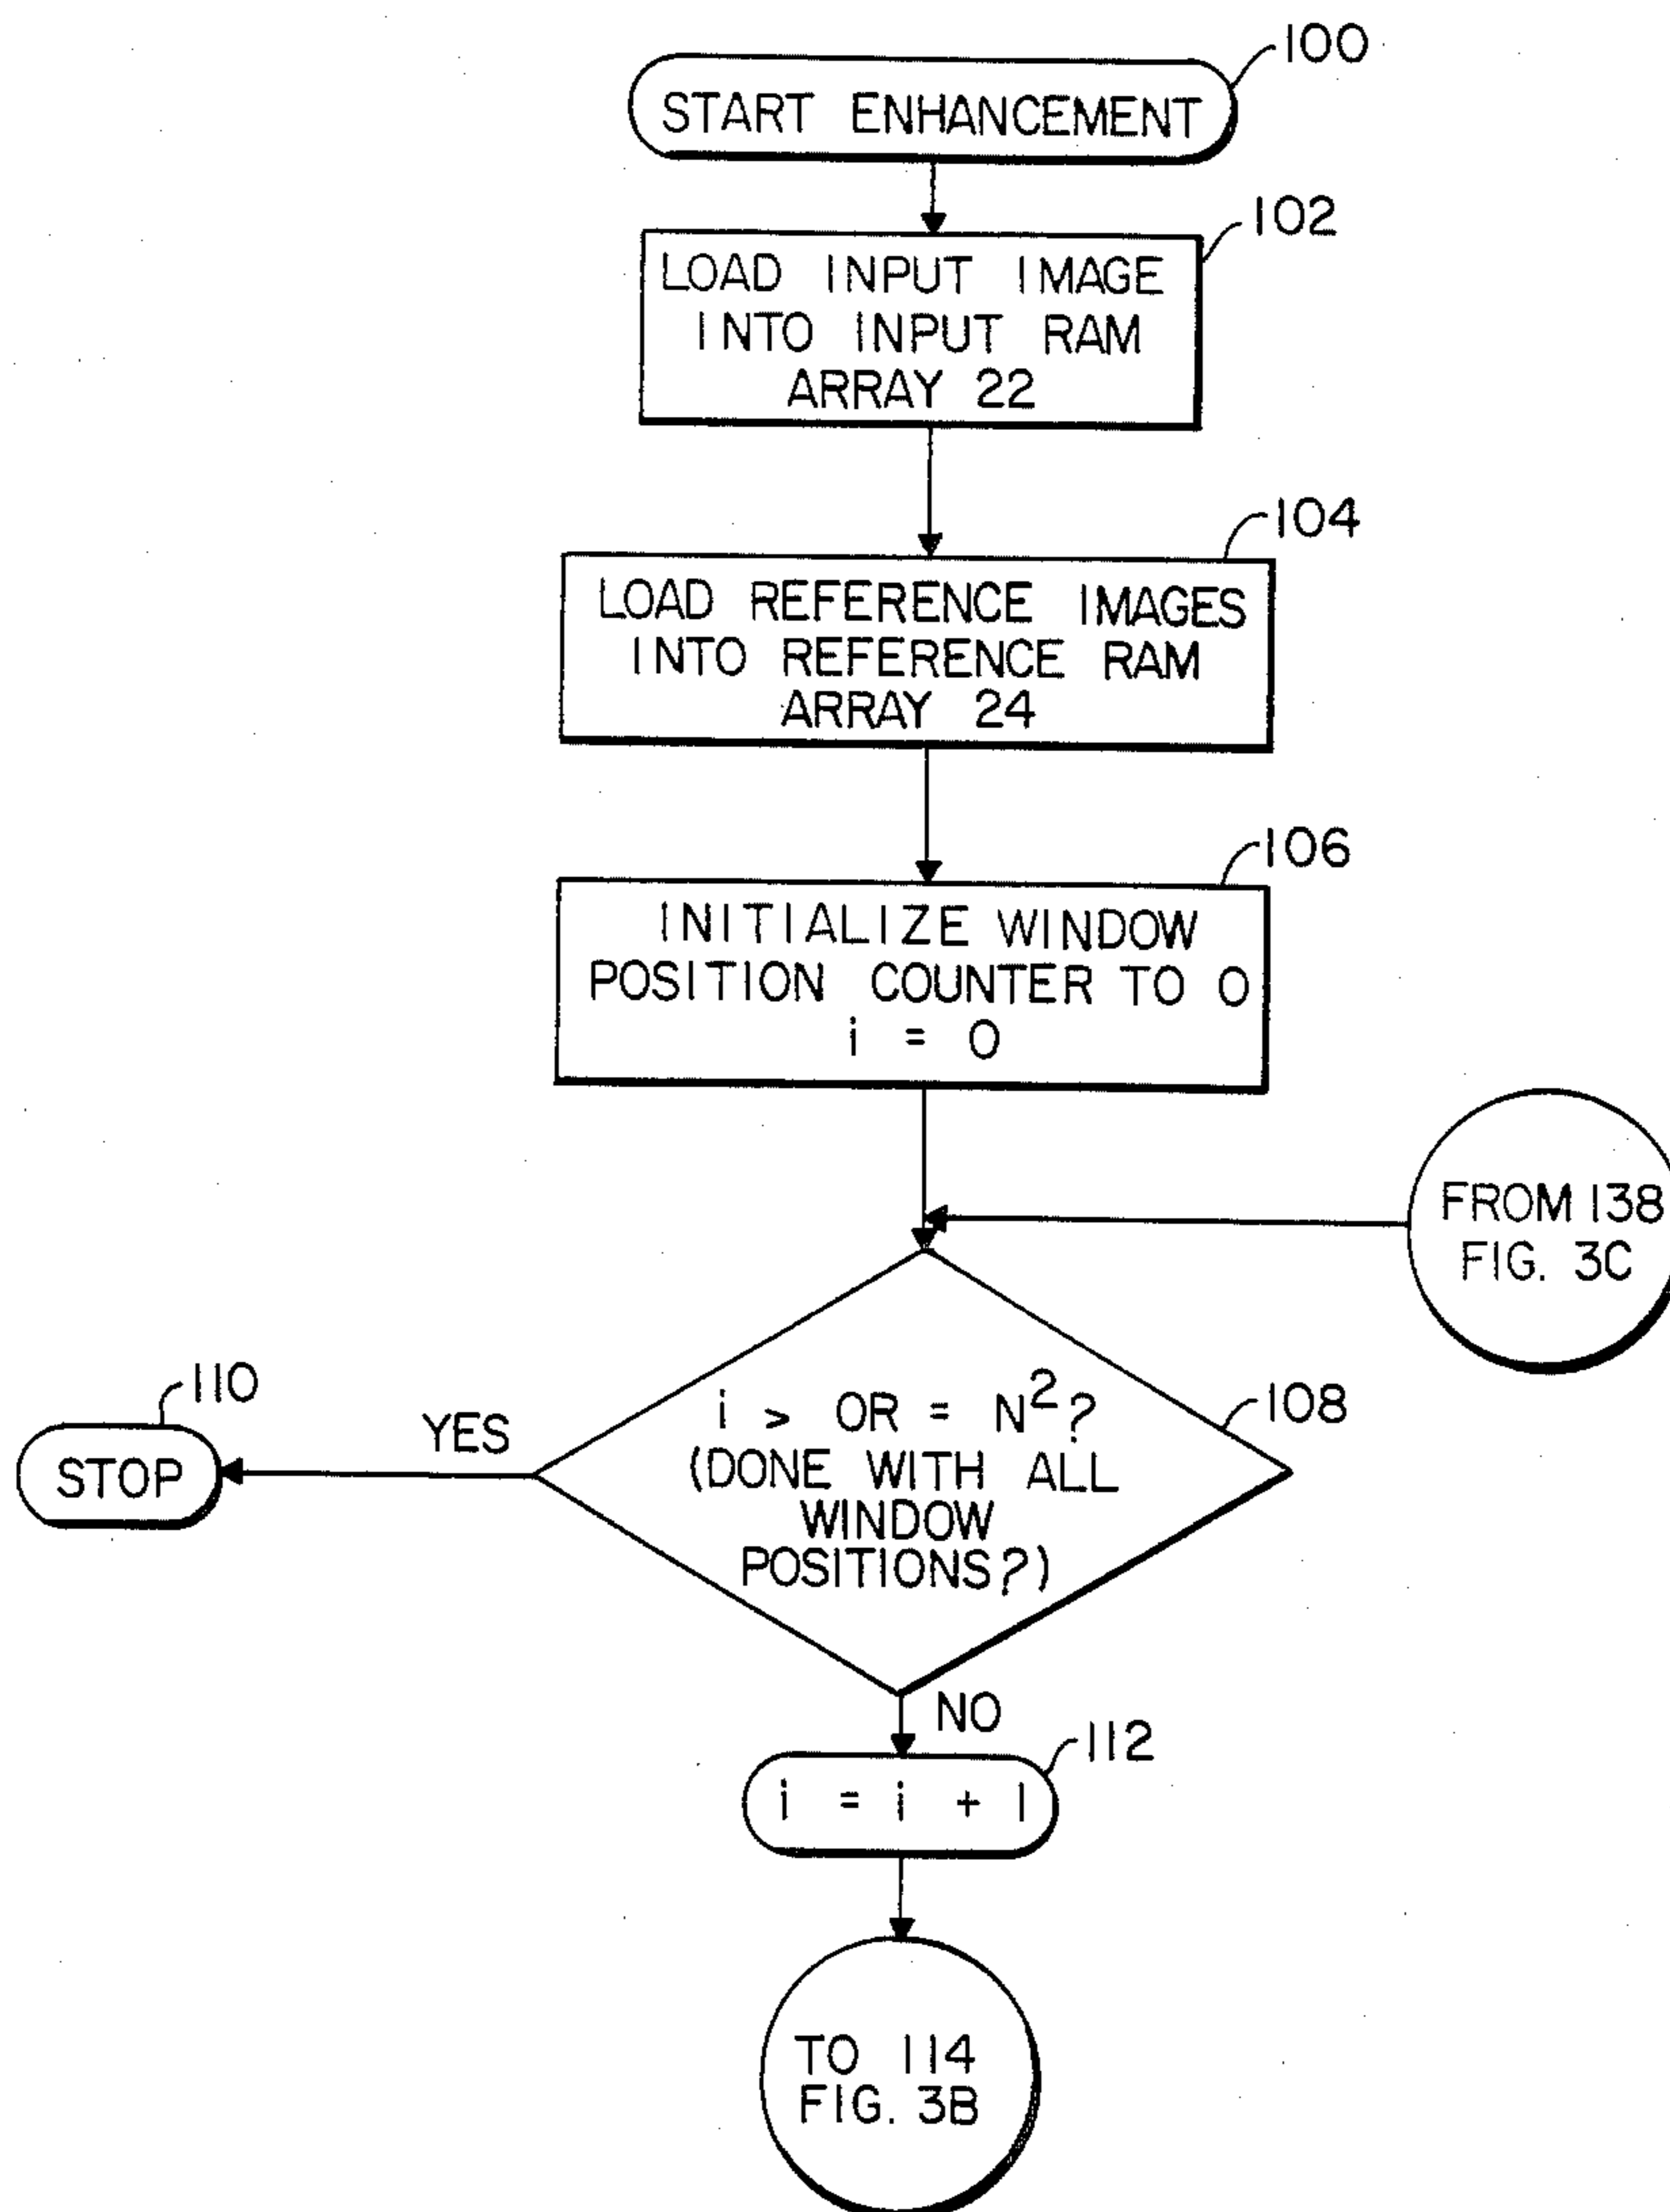 100
START ENHANCEMENT
102
LOAD INPUT IMAGE
INTO INPUT RAM
ARRAY 22
104
LOAD REFERENCE IMAGES
INTO REFERENCE RAM
ARRAY 24
106
INITIALIZE WINDOW
POSITION COUNTER TO 0
i = 0
FROM 138
FIG. 3C
108
i > OR = N²?
(DONE WITH ALL
WINDOW
POSITIONS?)
YES
110
STOP
NO
112
i = i + 1
TO 114
FIG. 3B